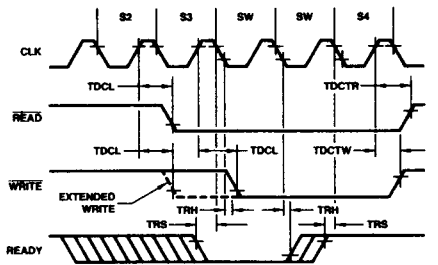 S2 S3 SW SW S4
CLK
TDCL TDCTR
READ
TDCL TDCL TDCTW
WRITE
EXTENDED
WRITE
TRH TRH
TRS TRS
READY